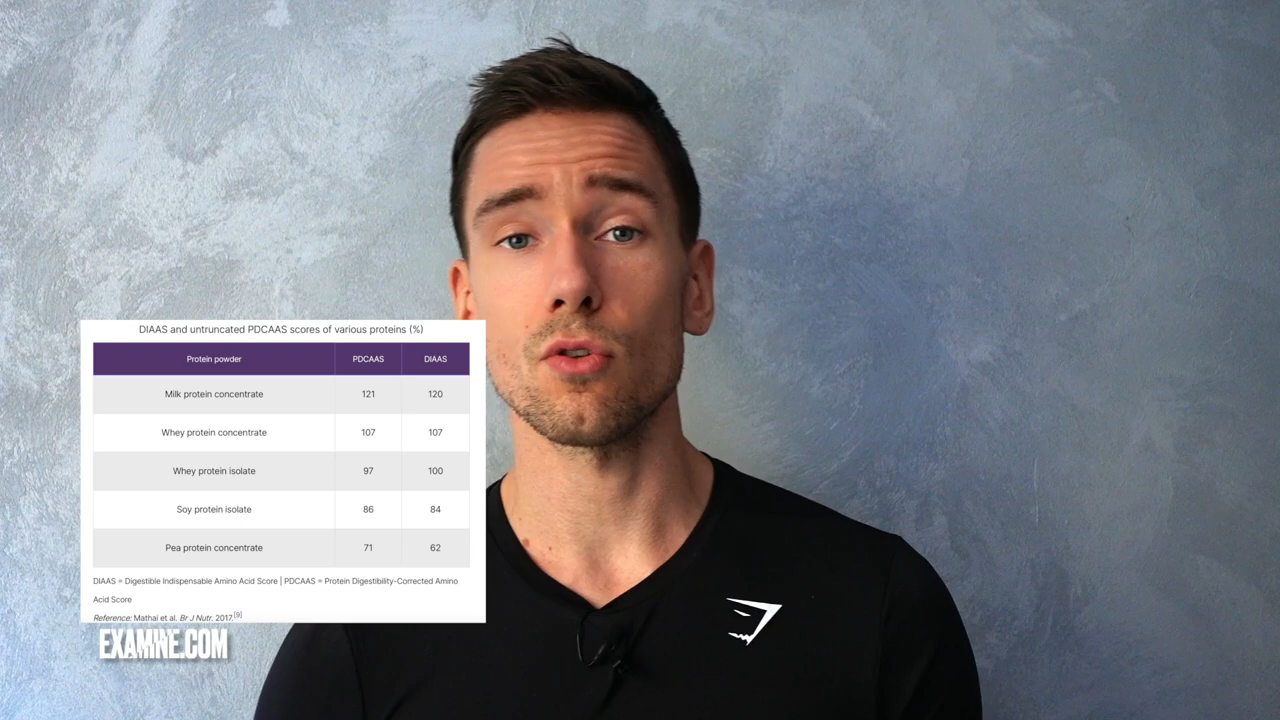 DIAAS and untruncated PDCAAS scores of various proteins (%)
Protein powder PDCAAS DIAAS
Milk protein concentrate 121 120
Whey protein concentrate 107 107
Whey protein isolate 97 100
Soy protein isolate 86 84
Pea protein concentrate 71 62
DIAAS = Digestible Indispensable Amino Acid Score | PDCAAS = Protein Digestibility-Corrected Amino
Acid Score
Reference: Mathai et al. Br J Nutr. 2017.[9]
EXAMINE.COM